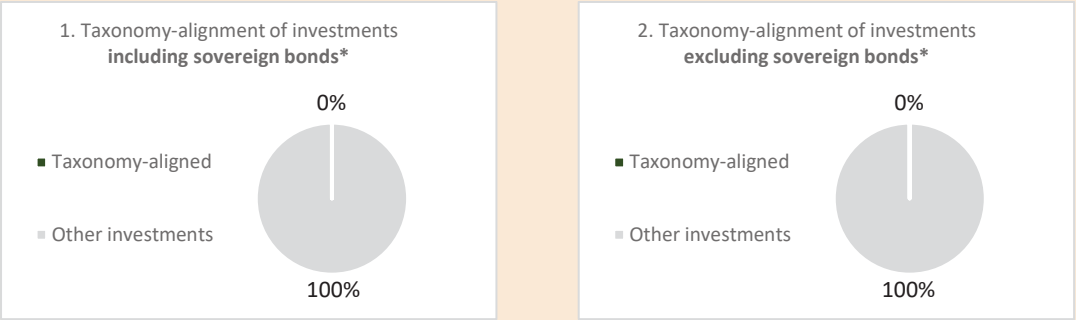 1. Taxonomy-alignment of investments
including sovereign bonds*
0%
Taxonomy-aligned
Other investments
100%
2. Taxonomy-alignment of investments
excluding sovereign bonds*
0%
Taxonomy-aligned
Other investments
100%